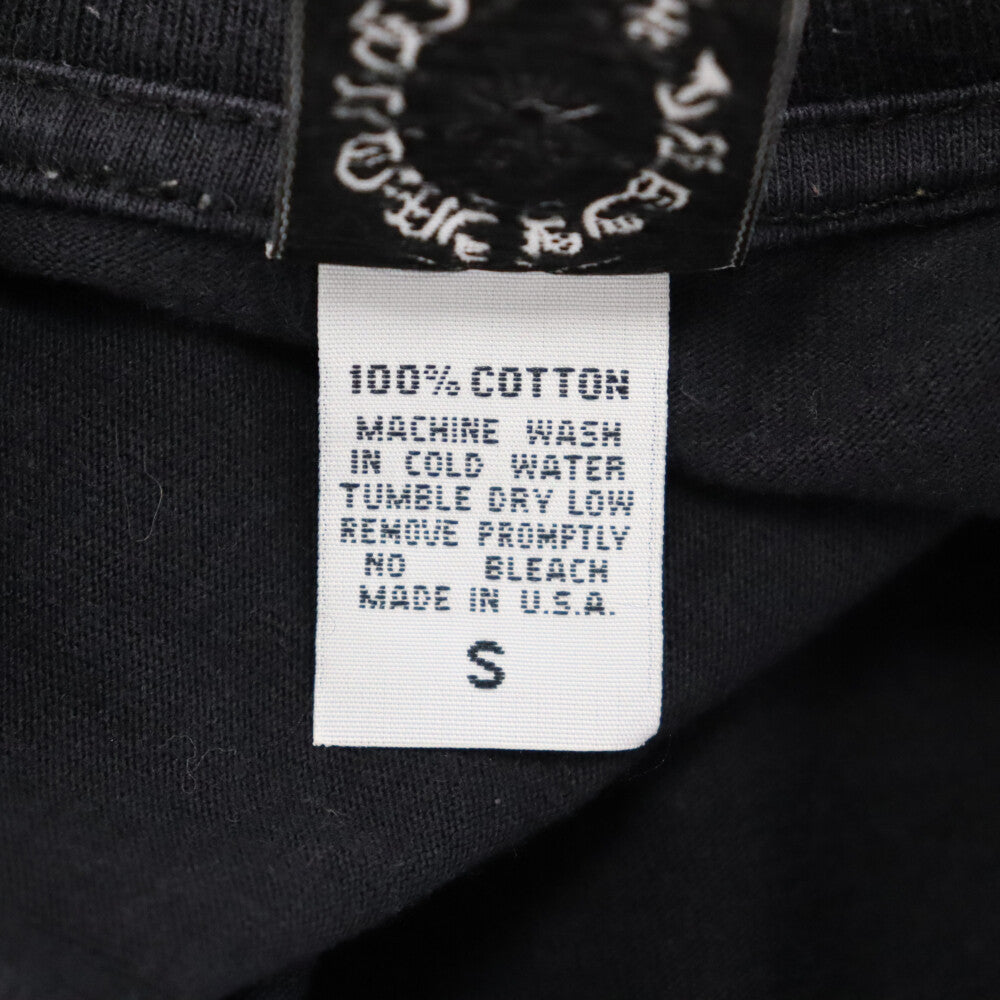 100% COTTON
MACHINE WASH
IN COLD WATER
TUMBLE DRY LOW
REMOVE PROMPTLY
NO BLEACH
MADE IN U.S.A.
S